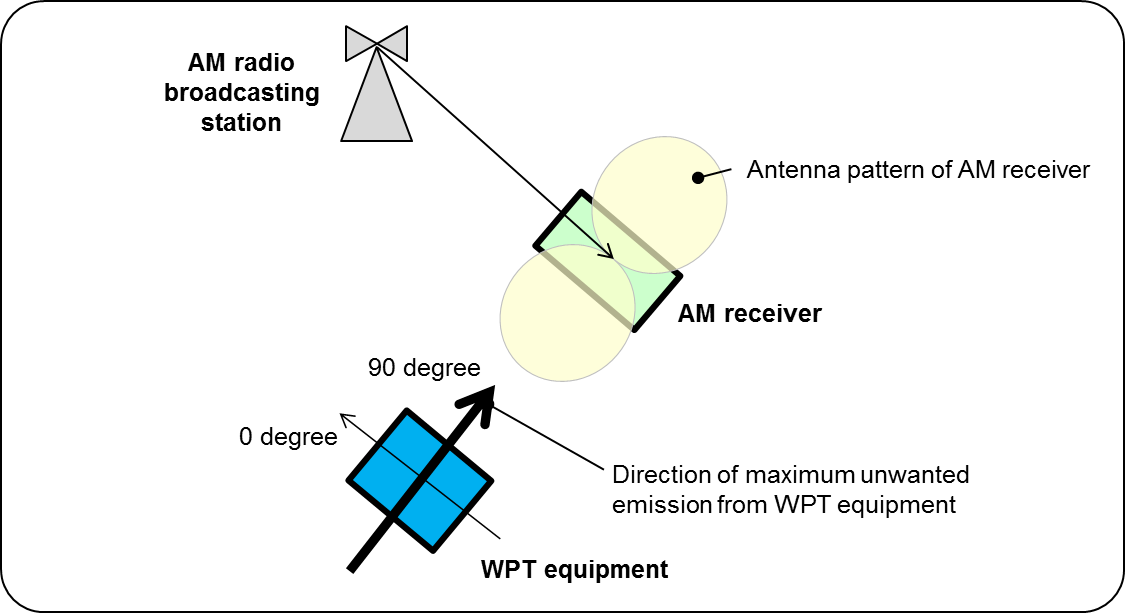 AM radio
broadcasting
station
Antenna pattern of AM receiver
AM receiver
90 degree
0 degree
Direction of maximum unwanted
emission from WPT equipment
WPT equipment